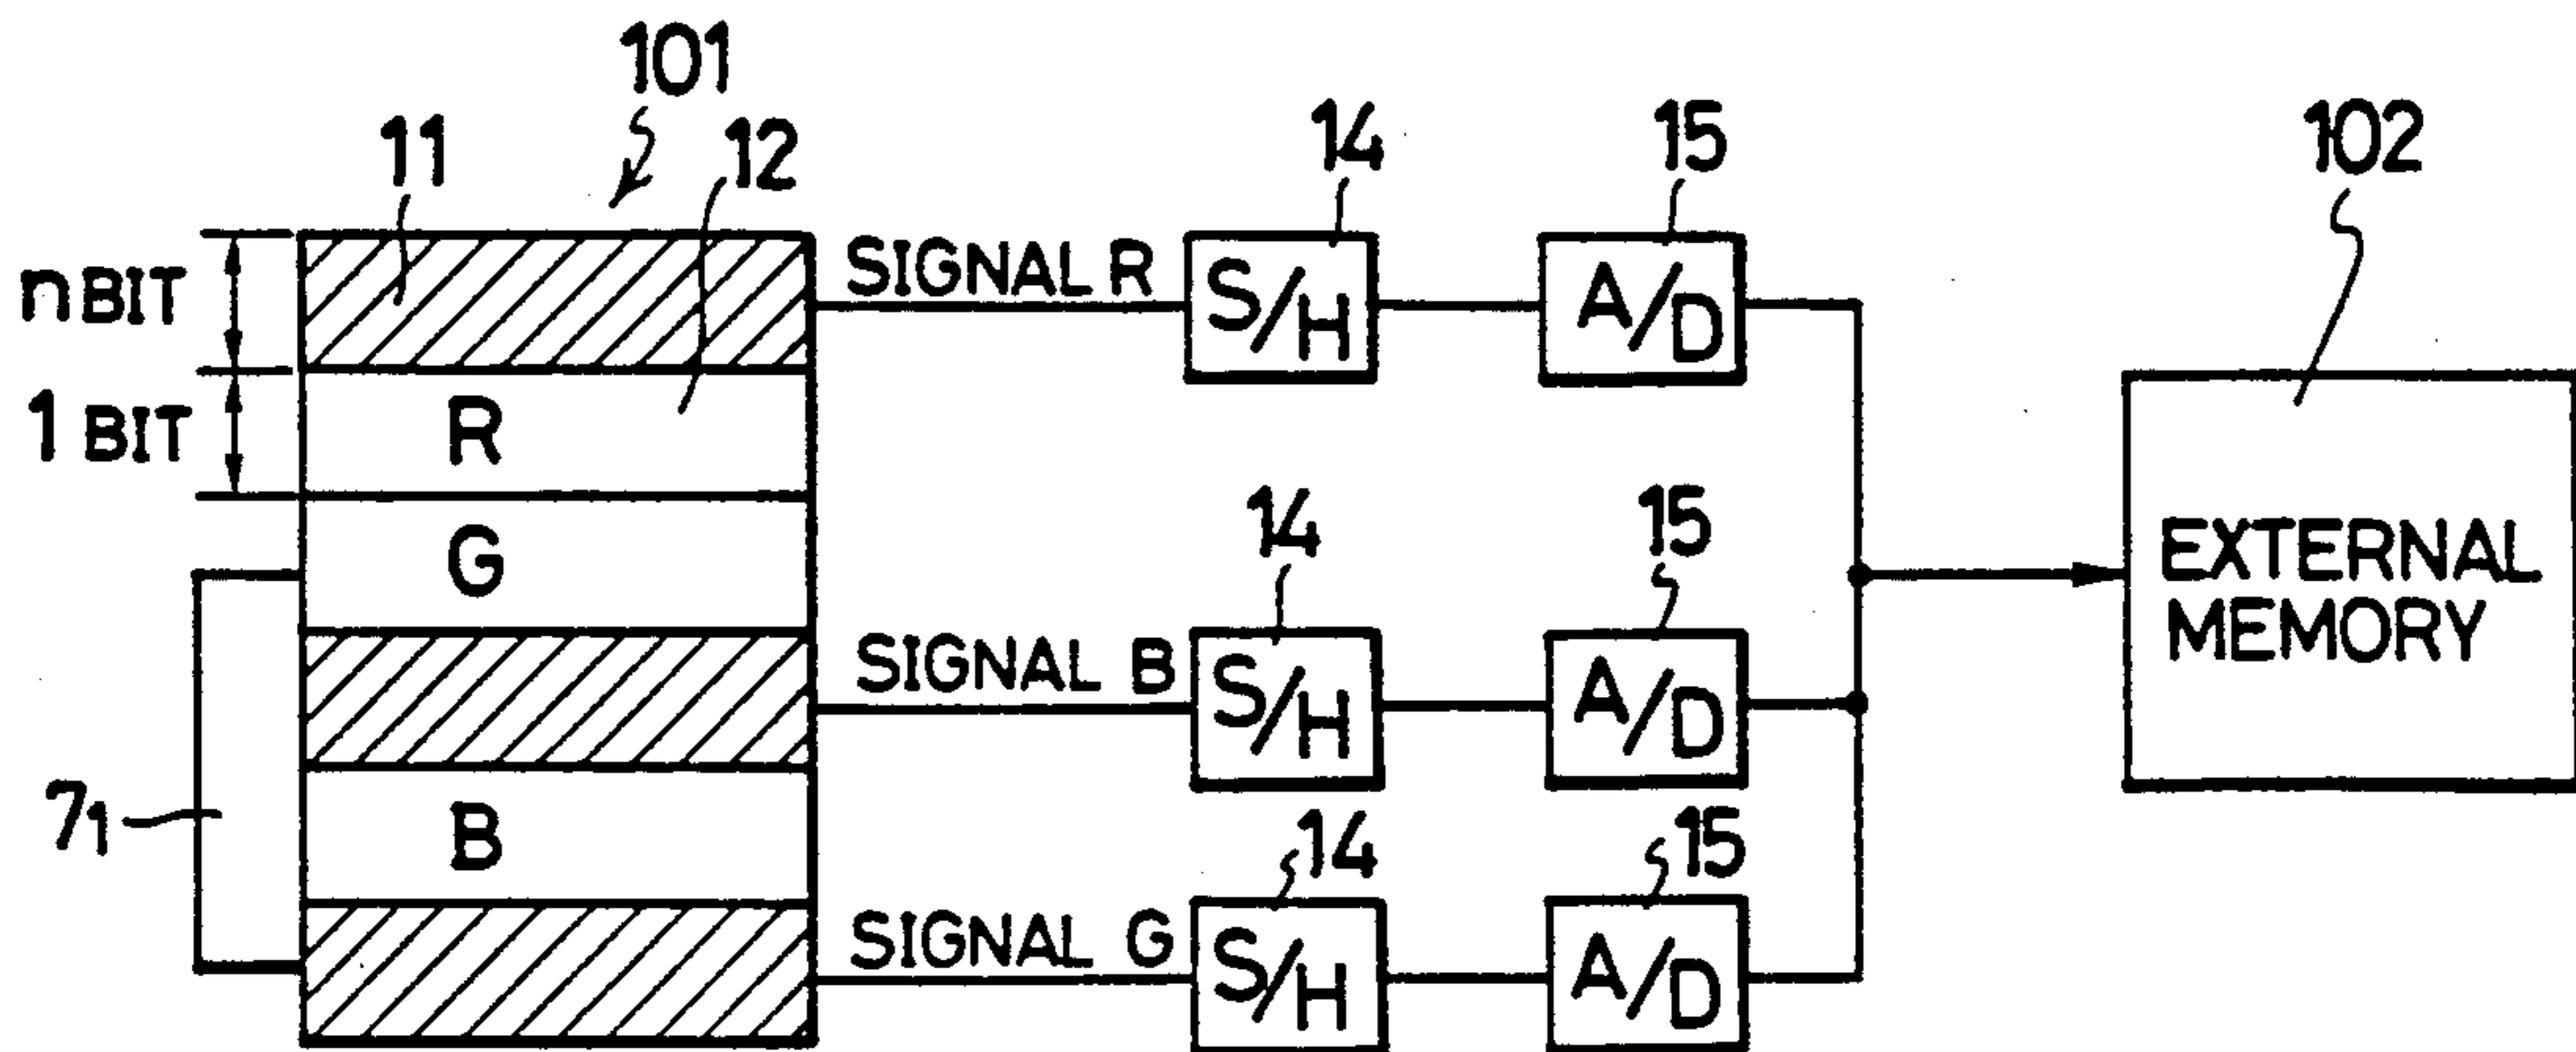 101
11
12
14
15
102
n BIT
SIGNAL R
S/H
A/D
1 BIT
R
G
14
15
EXTERNAL
MEMORY
SIGNAL B
S/H
A/D
71
B
14
15
SIGNAL G
S/H
A/D